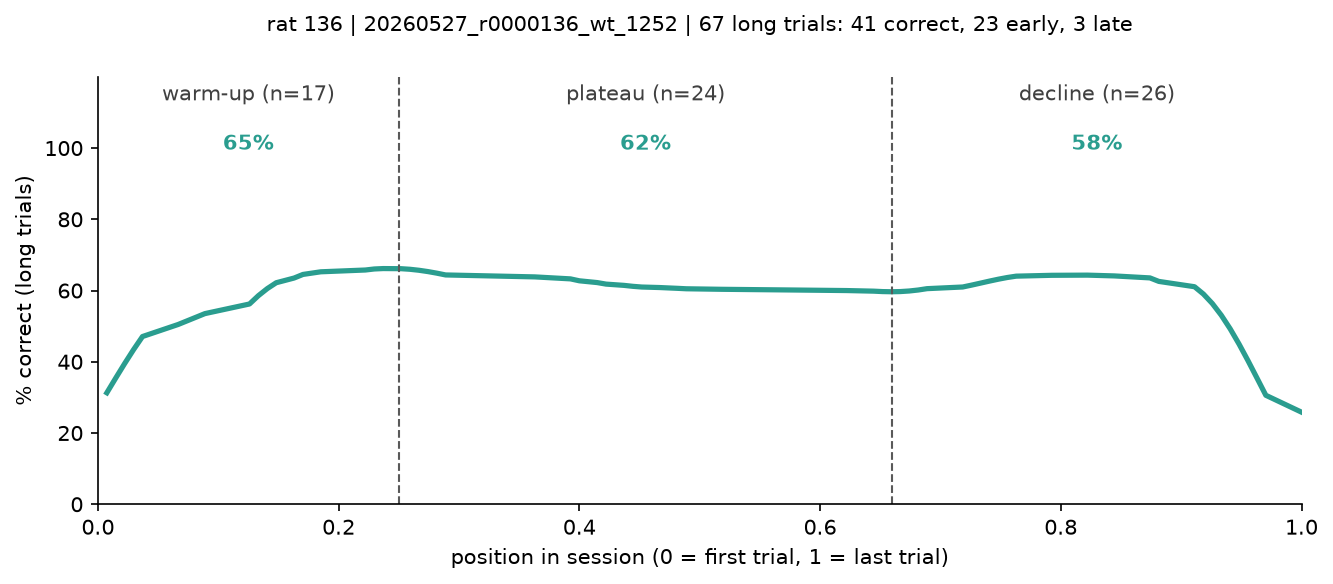 rat 136 | 20260527_r0000136_wt_1252 | 67 long trials: 41 correct, 23 early, 3 late
warm-up (n=17)
plateau (n=24)
decline (n=26)
65%
62%
58%
% correct (long trials)
100
80
60
40
20
0
0.0
0.2
0.4
0.6
0.8
1.0
position in session (0 = first trial, 1 = last trial)